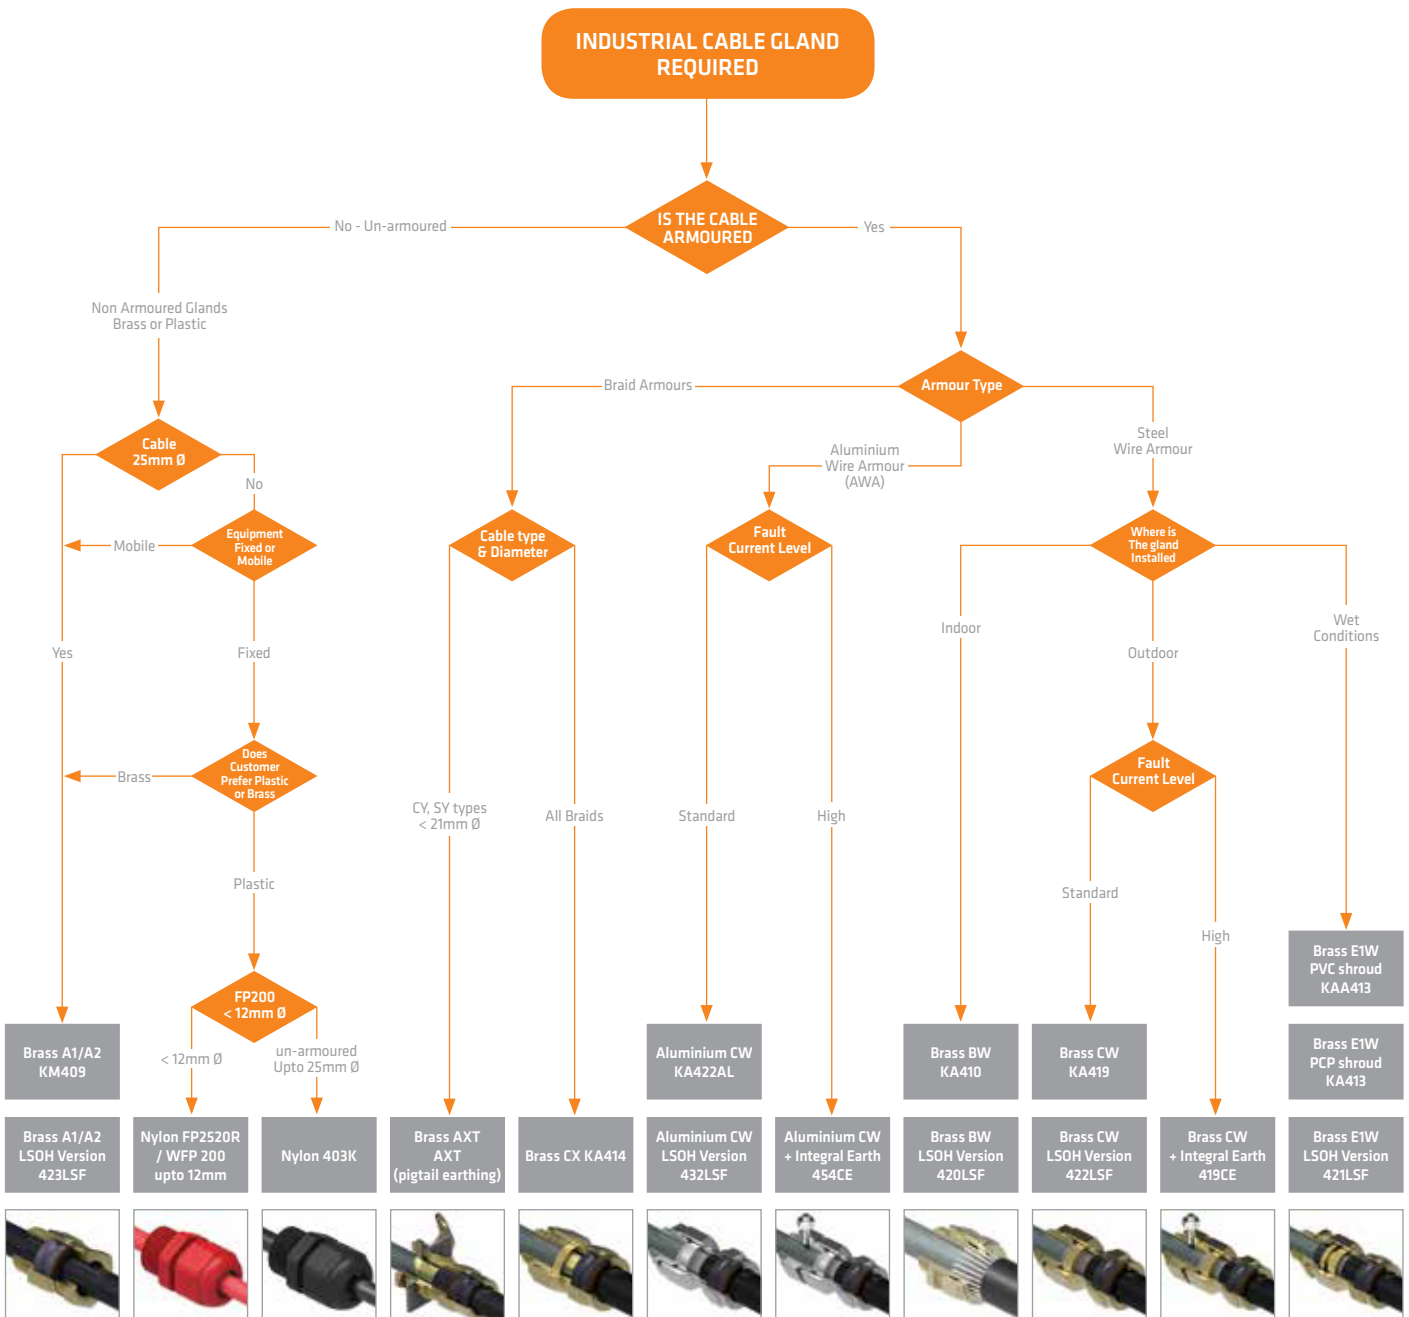 INDUSTRIAL CABLE GLAND
REQUIRED
IS THE CABLE
ARMOURED
No - Un-armoured
Yes
Non Armoured Glands
Brass or Plastic
Armour Type
Braid Armours
Aluminium
Wire Armour
(AWA)
Steel
Wire Armour
Cable
25mm Ø
No
Yes
Equipment
Fixed or
Mobile
Mobile
Fixed
Does
Customer
Prefer Plastic
or Brass
Brass
Plastic
FP200
< 12mm Ø
< 12mm Ø
un-armoured
Upto 25mm Ø
Cable type
& Diameter
CY, SY types
< 21mm Ø
All Braids
Fault
Current Level
Standard
High
Where is
The gland
Installed
Indoor
Outdoor
Wet
Conditions
Fault
Current Level
Standard
High
Brass E1W
PVC shroud
KAA413
Brass A1/A2
KM409
Aluminium CW
KA422AL
Brass BW
KA410
Brass CW
KA419
Brass E1W
PCP shroud
KA413
Brass A1/A2
LSOH Version
423LSF
Nylon FP2520R
/ WFP 200
upto 12mm
Nylon 403K
Brass AXT
AXT
(pigtail earthing)
Brass CX KA414
Aluminium CW
LSOH Version
432LSF
Aluminium CW
+ Integral Earth
454CE
Brass BW
LSOH Version
420LSF
Brass CW
LSOH Version
422LSF
Brass CW
+ Integral Earth
419CE
Brass E1W
LSOH Version
421LSF